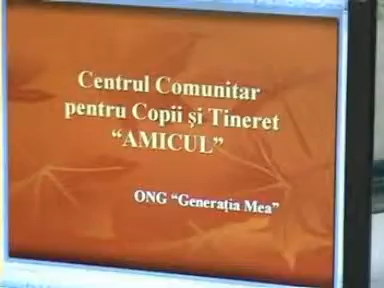 Centrul Comunitar
pentru Copii și Tineret
“AMICUL”
ONG “Generația Mea”